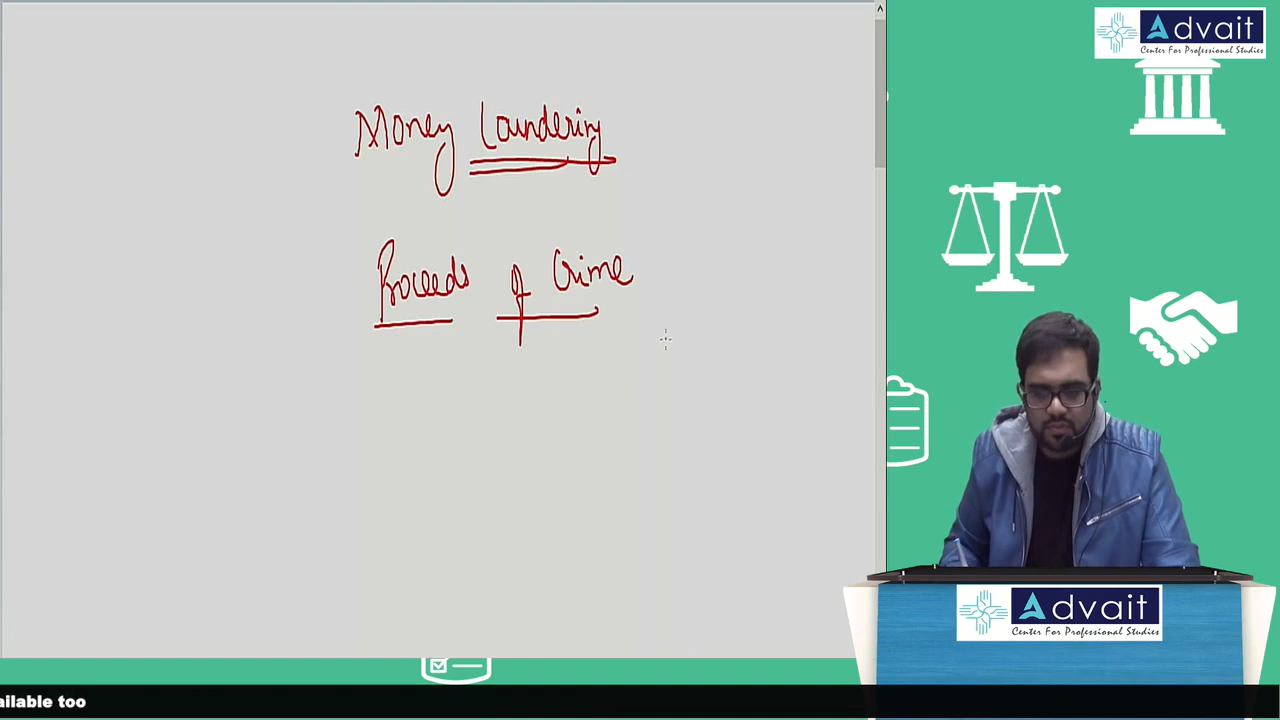 Advait
Center For Professional Studies
Money Laundering
Proceeds of Crime
Advait
Center For Professional Studies
ailable too